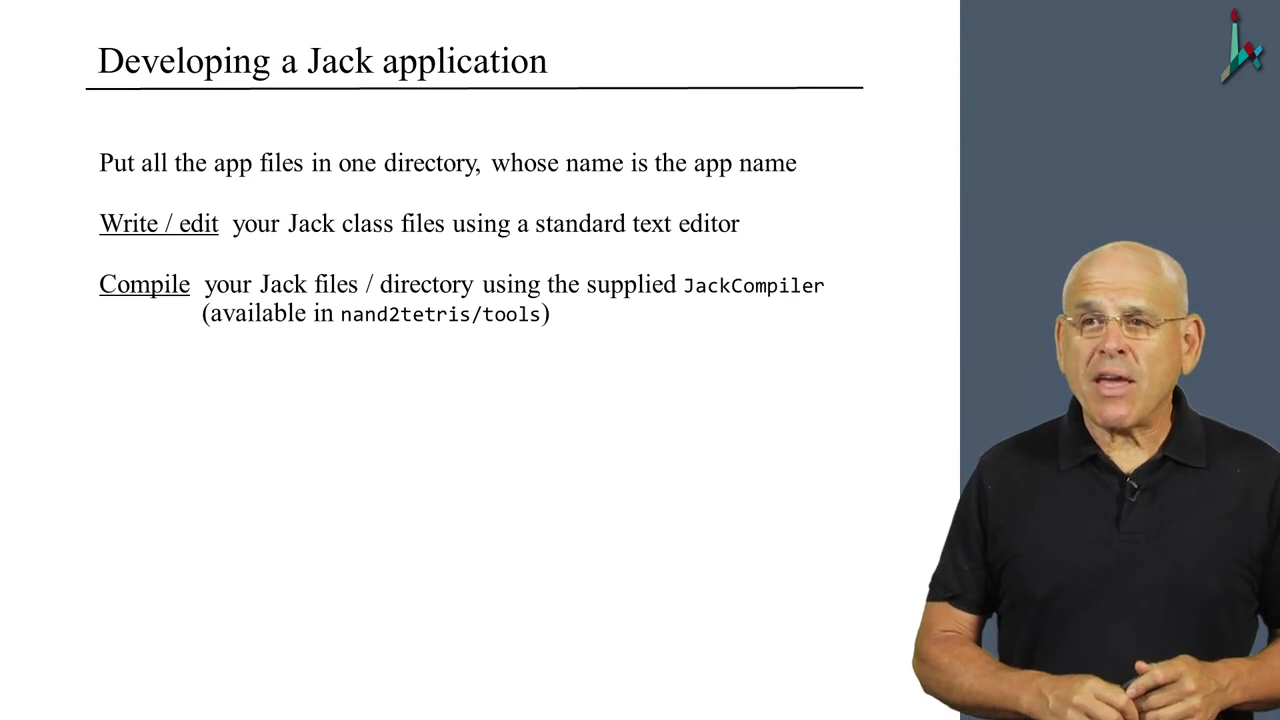 Developing a Jack application
Put all the app files in one directory, whose name is the app name
Write / edit your Jack class files using a standard text editor
Compile your Jack files / directory using the supplied JackCompiler
(available in nand2tetris/tools)